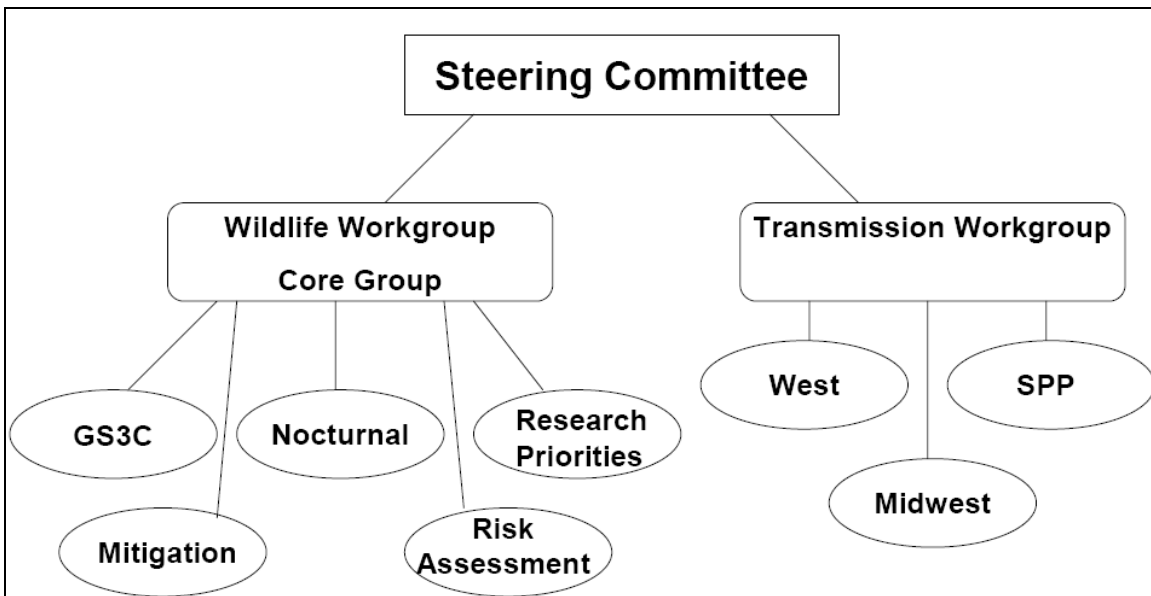 Steering Committee
Wildlife Workgroup
Core Group
Transmission Workgroup
GS3C
Nocturnal
Research
Priorities
Mitigation
Risk
Assessment
West
SPP
Midwest